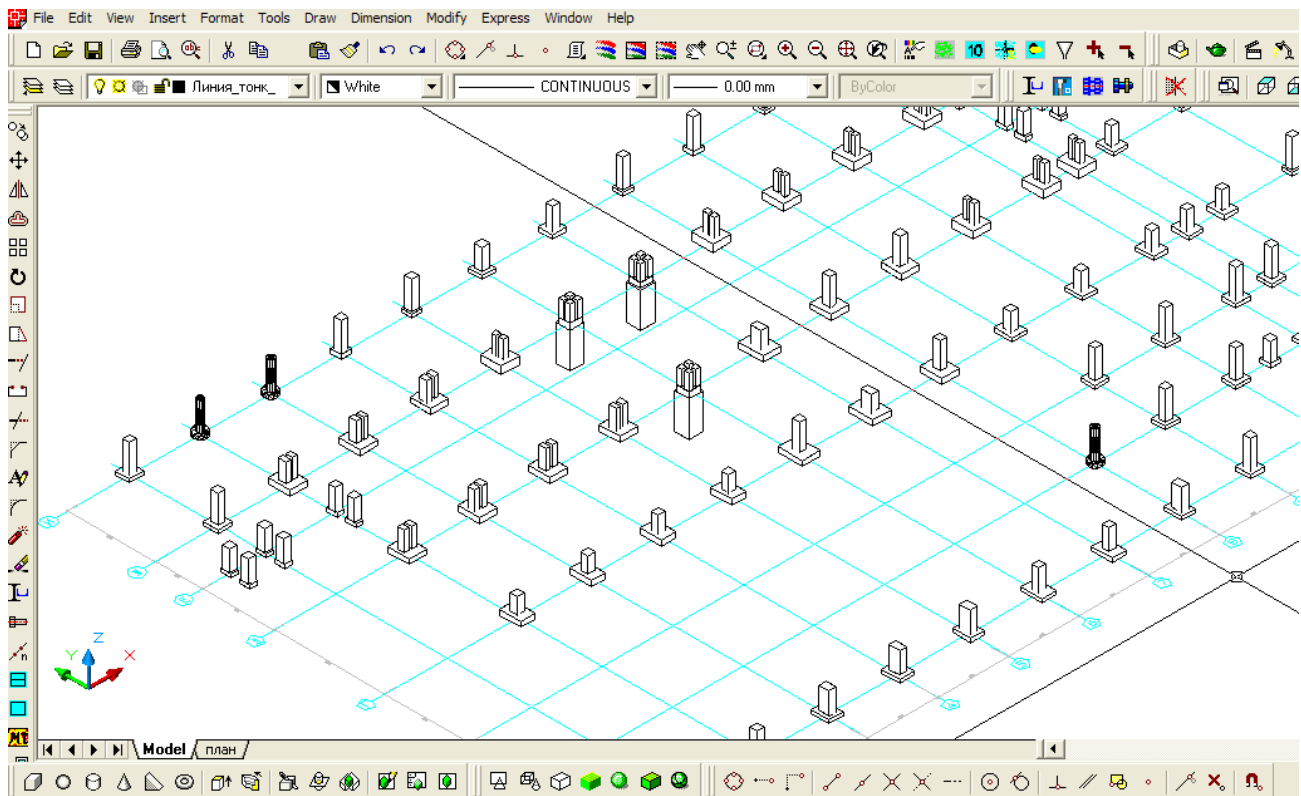 File Edit View Insert Format Tools Draw Dimension Modify Express Window Help
10
Линия_тонк_ White CONTINUOUS 0.00 mm ByColor
Z
Y X
n
Model план